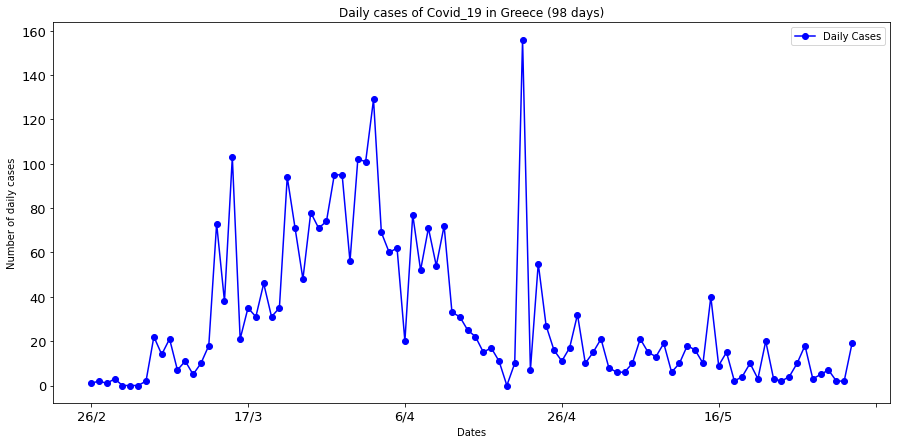 Daily cases of Covid_19 in Greece (98 days)
Daily Cases
160
140
120
100
80
60
40
20
0
Number of daily cases
26/2 17/3 6/4 26/4 16/5
Dates